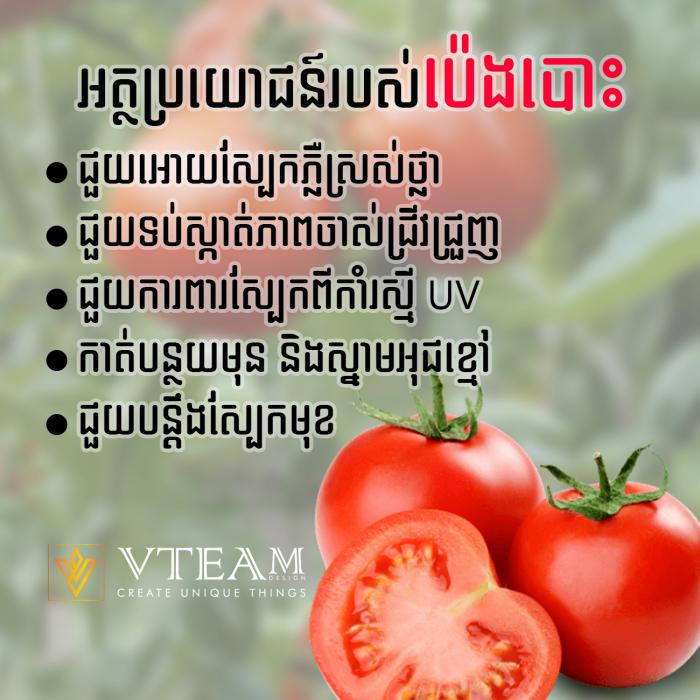 អត្ថប្រយោជន៍របស់ប៉េងប៉ោះ
• ជួយអោយស្បែកភ្លឺស្រស់ថ្លា
• ជួយទប់ស្កាត់ភាពចាស់ជ្រីវជ្រួញ
• ជួយការពារស្បែកពីកាំរស្មី UV
• កាត់បន្ថយមុន និងស្នាមអុជខ្មៅ
• ជួយបន្តឹងស្បែកមុខ
VTEAM
DESIGN
CREATE UNIQUE THINGS